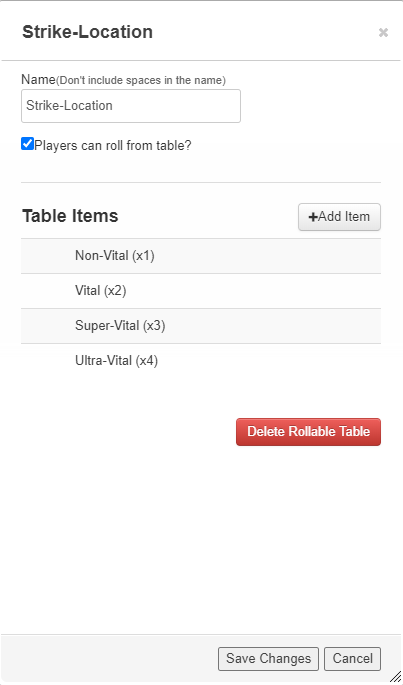 Strike-Location
×
Name(Don't include spaces in the name)
Strike-Location
Players can roll from table?
Table Items
+Add Item
Non-Vital (x1)
Vital (x2)
Super-Vital (x3)
Ultra-Vital (x4)
Delete Rollable Table
Save Changes
Cancel